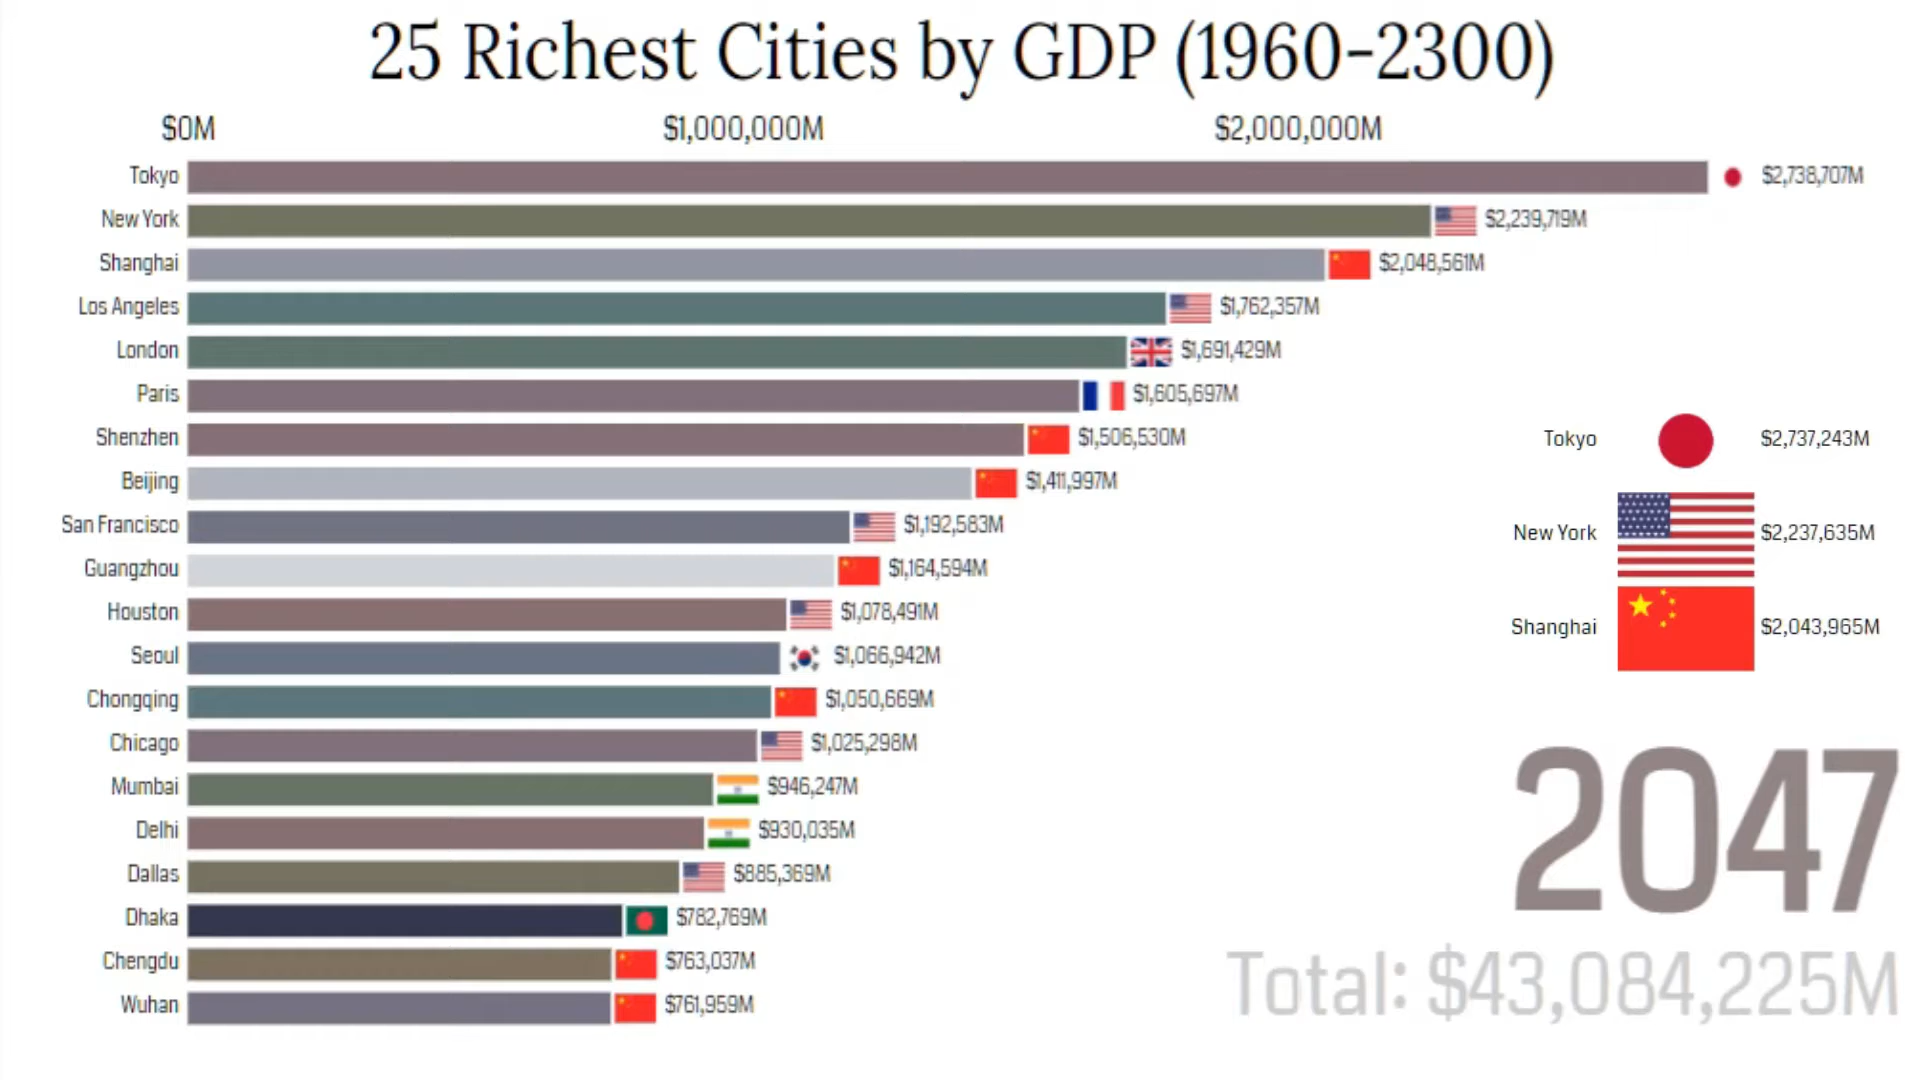 25 Richest Cities by GDP (1960-2300)
$0M $1,000,000M $2,000,000M
Tokyo $2,738,707M
New York $2,239,719M
Shanghai $2,048,561M
Los Angeles $1,762,357M
London $1,691,429M
Paris $1,605,697M
Shenzhen $1,506,530M
Beijing $1,411,997M
San Francisco $1,192,583M
Guangzhou $1,164,594M
Houston $1,078,491M
Seoul $1,066,942M
Chongqing $1,050,669M
Chicago $1,025,298M
Mumbai $946,247M
Delhi $930,035M
Dallas $885,369M
Dhaka $782,769M
Chengdu $763,037M
Wuhan $761,959M
Tokyo $2,737,243M
New York $2,237,635M
Shanghai $2,043,965M
2047
Total: $43,084,225M